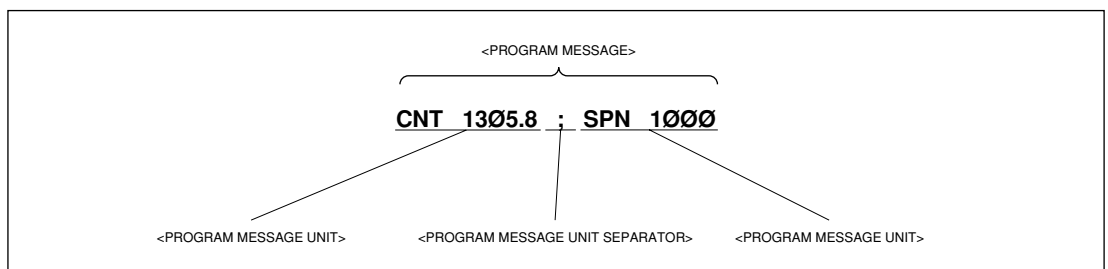 <PROGRAM MESSAGE>
CNT 13Ø5.8 ; SPN 1ØØØ
<PROGRAM MESSAGE UNIT> <PROGRAM MESSAGE UNIT SEPARATOR> <PROGRAM MESSAGE UNIT>